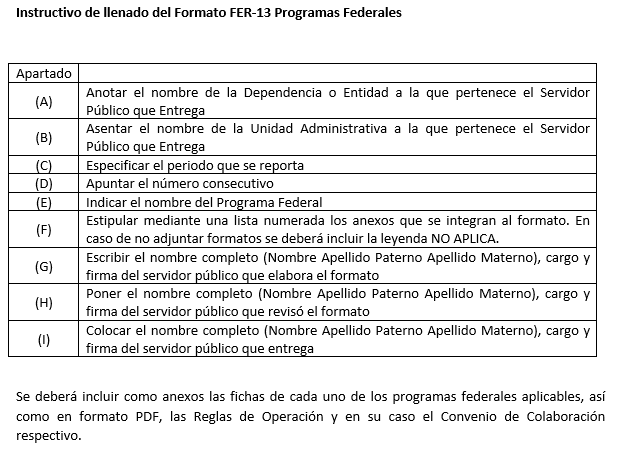 Instructivo de llenado del Formato FER-13 Programas Federales
Apartado
(A) Anotar el nombre de la Dependencia o Entidad a la que pertenece el Servidor
Público que Entrega
(B) Asentar el nombre de la Unidad Administrativa a la que pertenece el Servidor
Público que Entrega
(C) Especificar el periodo que se reporta
(D) Apuntar el número consecutivo
(E) Indicar el nombre del Programa Federal
(F) Estipular mediante una lista numerada los anexos que se integran al formato. En
caso de no adjuntar formatos se deberá incluir la leyenda NO APLICA.
(G) Escribir el nombre completo (Nombre Apellido Paterno Apellido Materno), cargo y
firma del servidor público que elabora el formato
(H) Poner el nombre completo (Nombre Apellido Paterno Apellido Materno), cargo y
firma del servidor público que revisó el formato
(I) Colocar el nombre completo (Nombre Apellido Paterno Apellido Materno), cargo y
firma del servidor público que entrega
Se deberá incluir como anexos las fichas de cada uno de los programas federales aplicables, así
como en formato PDF, las Reglas de Operación y en su caso el Convenio de Colaboración
respectivo.